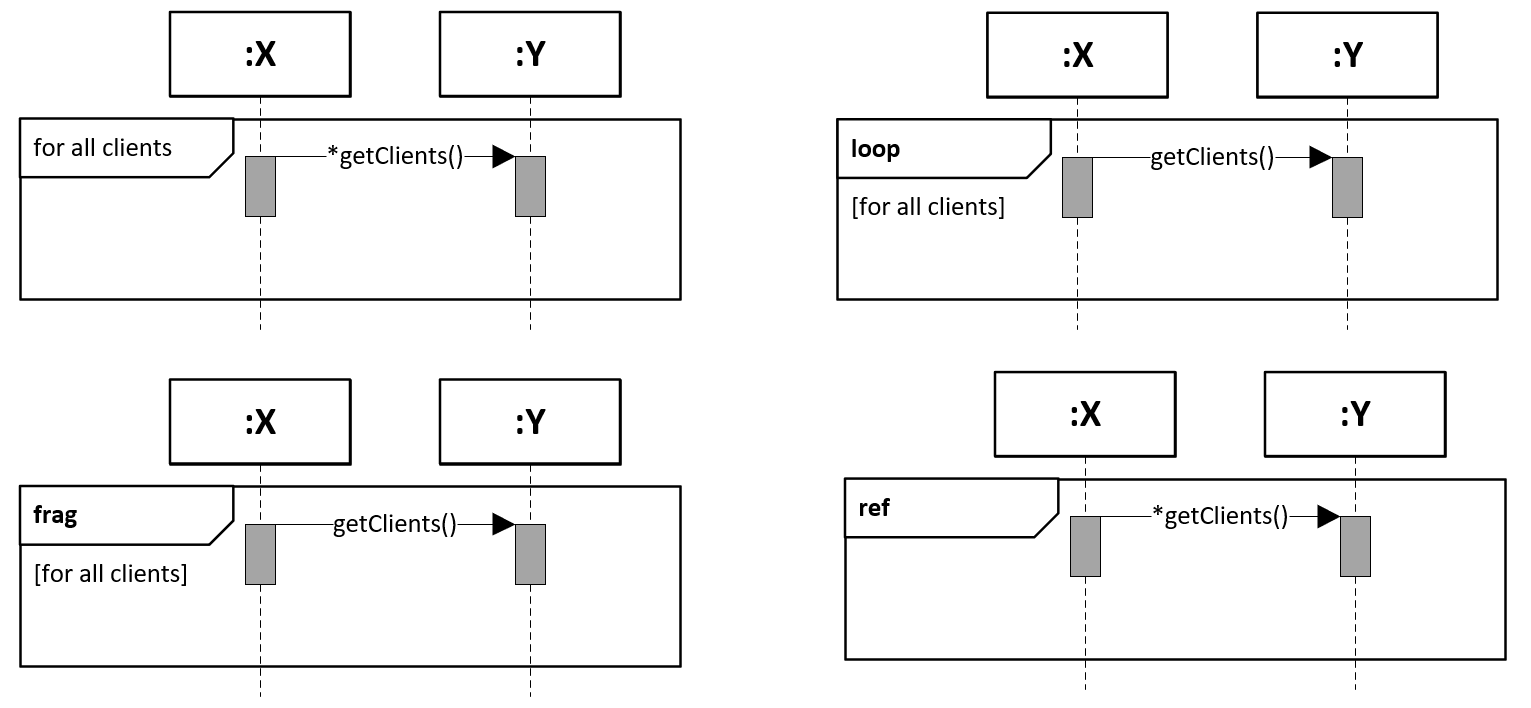 :X
:Y
for all clients
*getClients()
:X
:Y
loop
getClients()
[for all clients]
:X
:Y
frag
getClients()
[for all clients]
:X
:Y
ref
*getClients()